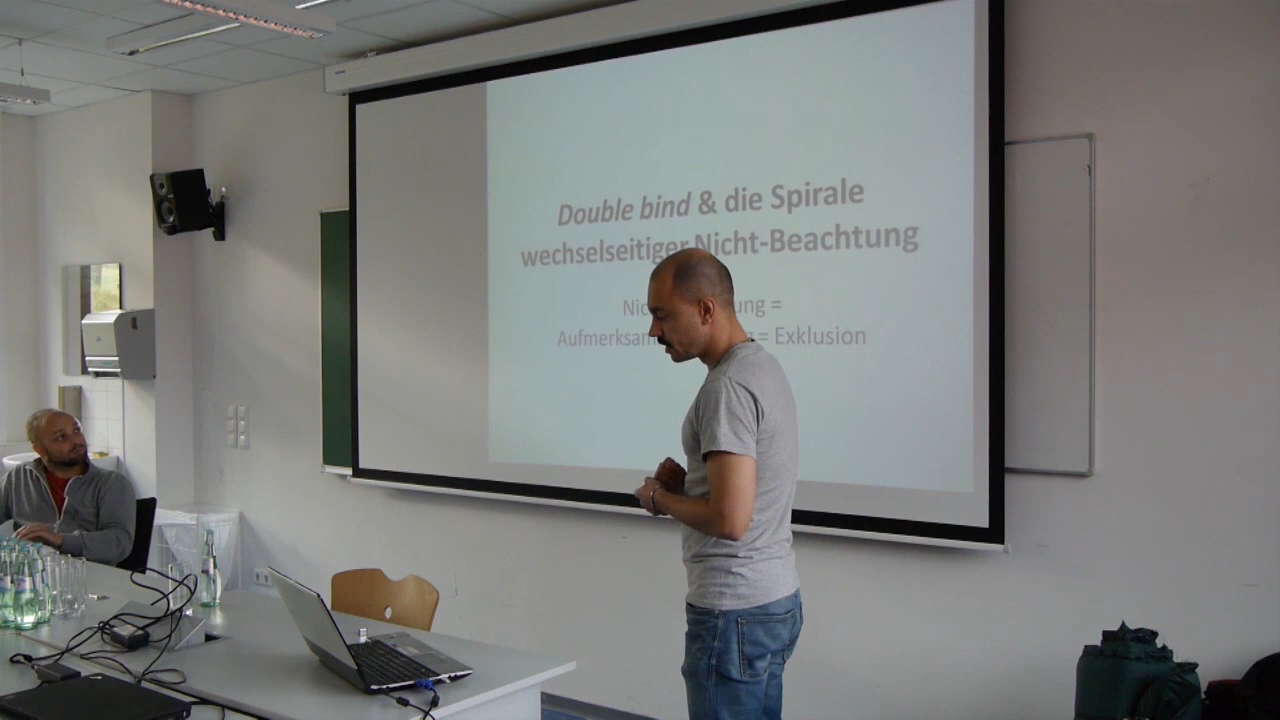 Double bind & die Spirale
wechselseitiger Nicht-Beachtung
= 
= Exklusion